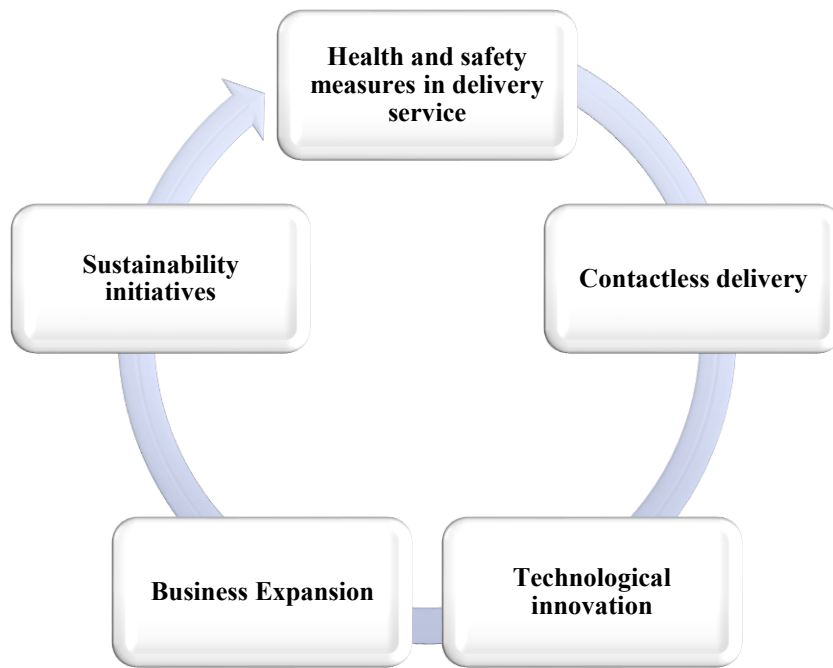 Health and safety
measures in delivery
service
Contactless delivery
Technological
innovation
Business Expansion
Sustainability
initiatives